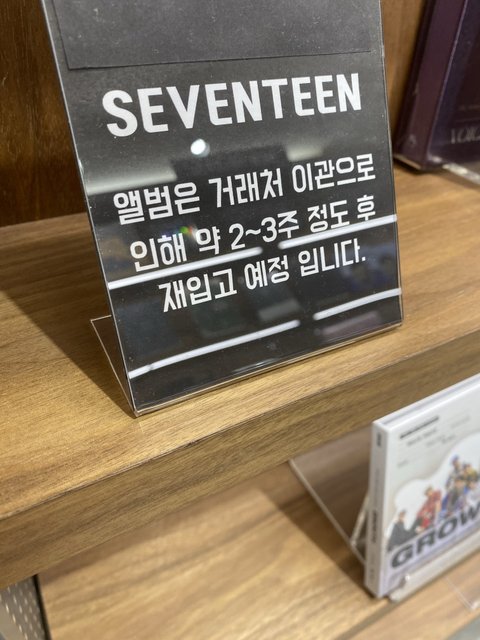 SEVENTEEN
앨범은 거래처 이관으로
인해 약 2~3주 정도 후
재입고 예정 입니다.
GROW